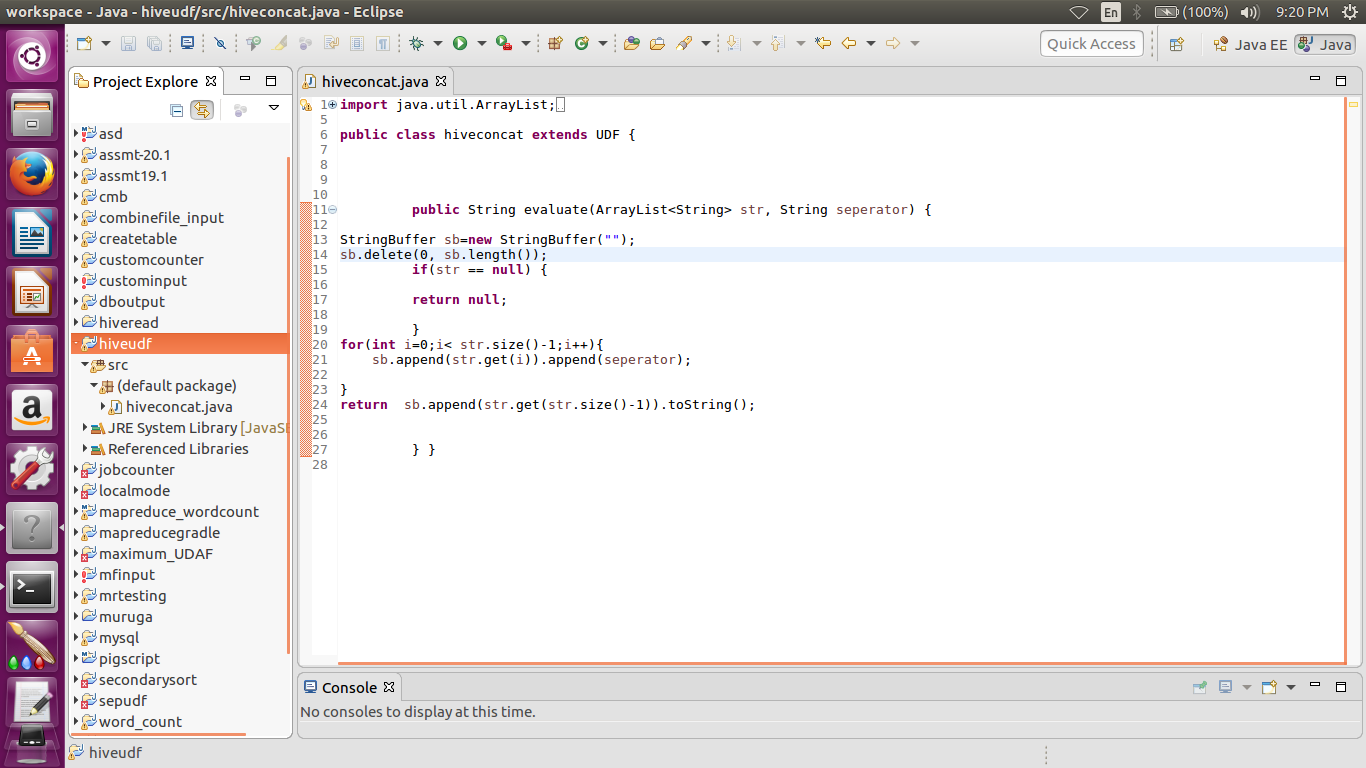 workspace - Java - hiveudf/src/hiveconcat.java - Eclipse
En
(100%)
9:20 PM
Quick Access
Java EE
Java
Project Explore
hiveconcat.java
asd
assmt-20.1
assmt19.1
cmb
combinefile_input
createtable
customcounter
custominput
dboutput
hiveread
hiveudf
src
(default package)
hiveconcat.java
JRE System Library [JavaSE
Referenced Libraries
jobcounter
localmode
mapreduce_wordcount
mapreducegradle
maximum_UDAF
mfinput
mrtesting
muruga
mysql
pigscript
secondarysort
sepudf
word_count
1 import java.util.ArrayList;
5
6 public class hiveconcat extends UDF {
7
8
9
10
11 public String evaluate(ArrayList<String> str, String seperator) {
12
13 StringBuffer sb=new StringBuffer("");
14 sb.delete(0, sb.length());
15 if(str == null) {
16
17 return null;
18
19 }
20 for(int i=0;i< str.size()-1;i++){
21 sb.append(str.get(i)).append(seperator);
22
23 }
24 return  sb.append(str.get(str.size()-1)).toString();
25
26
27 } }
28
Console
No consoles to display at this time.
hiveudf